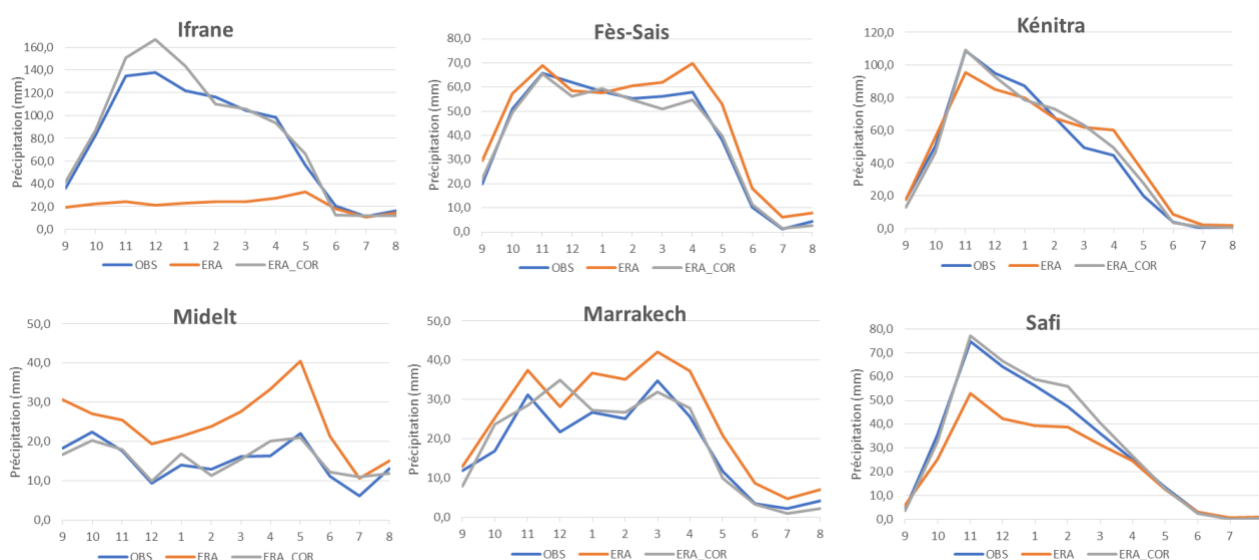 Ifrane
Précipitation (mm)
160,0
140,0
120,0
100,0
80,0
60,0
40,0
20,0
0,0
9 10 11 12 1 2 3 4 5 6 7 8
OBS ERA ERA_COR
Fès-Sais
Précipitation (mm)
80,0
70,0
60,0
50,0
40,0
30,0
20,0
10,0
0,0
9 10 11 12 1 2 3 4 5 6 7 8
OBS ERA ERA_COR
Kénitra
Précipitation (mm)
120,0
100,0
80,0
60,0
40,0
20,0
0,0
9 10 11 12 1 2 3 4 5 6 7 8
OBS ERA ERA_COR
Midelt
Précipitation (mm)
50,0
40,0
30,0
20,0
10,0
0,0
9 10 11 12 1 2 3 4 5 6 7 8
OBS ERA ERA_COR
Marrakech
Précipitation (mm)
50,0
40,0
30,0
20,0
10,0
0,0
9 10 11 12 1 2 3 4 5 6 7 8
OBS ERA ERA_COR
Safi
Précipitation (mm)
80,0
70,0
60,0
50,0
40,0
30,0
20,0
10,0
0,0
9 10 11 12 1 2 3 4 5 6 7
OBS ERA ERA_COR